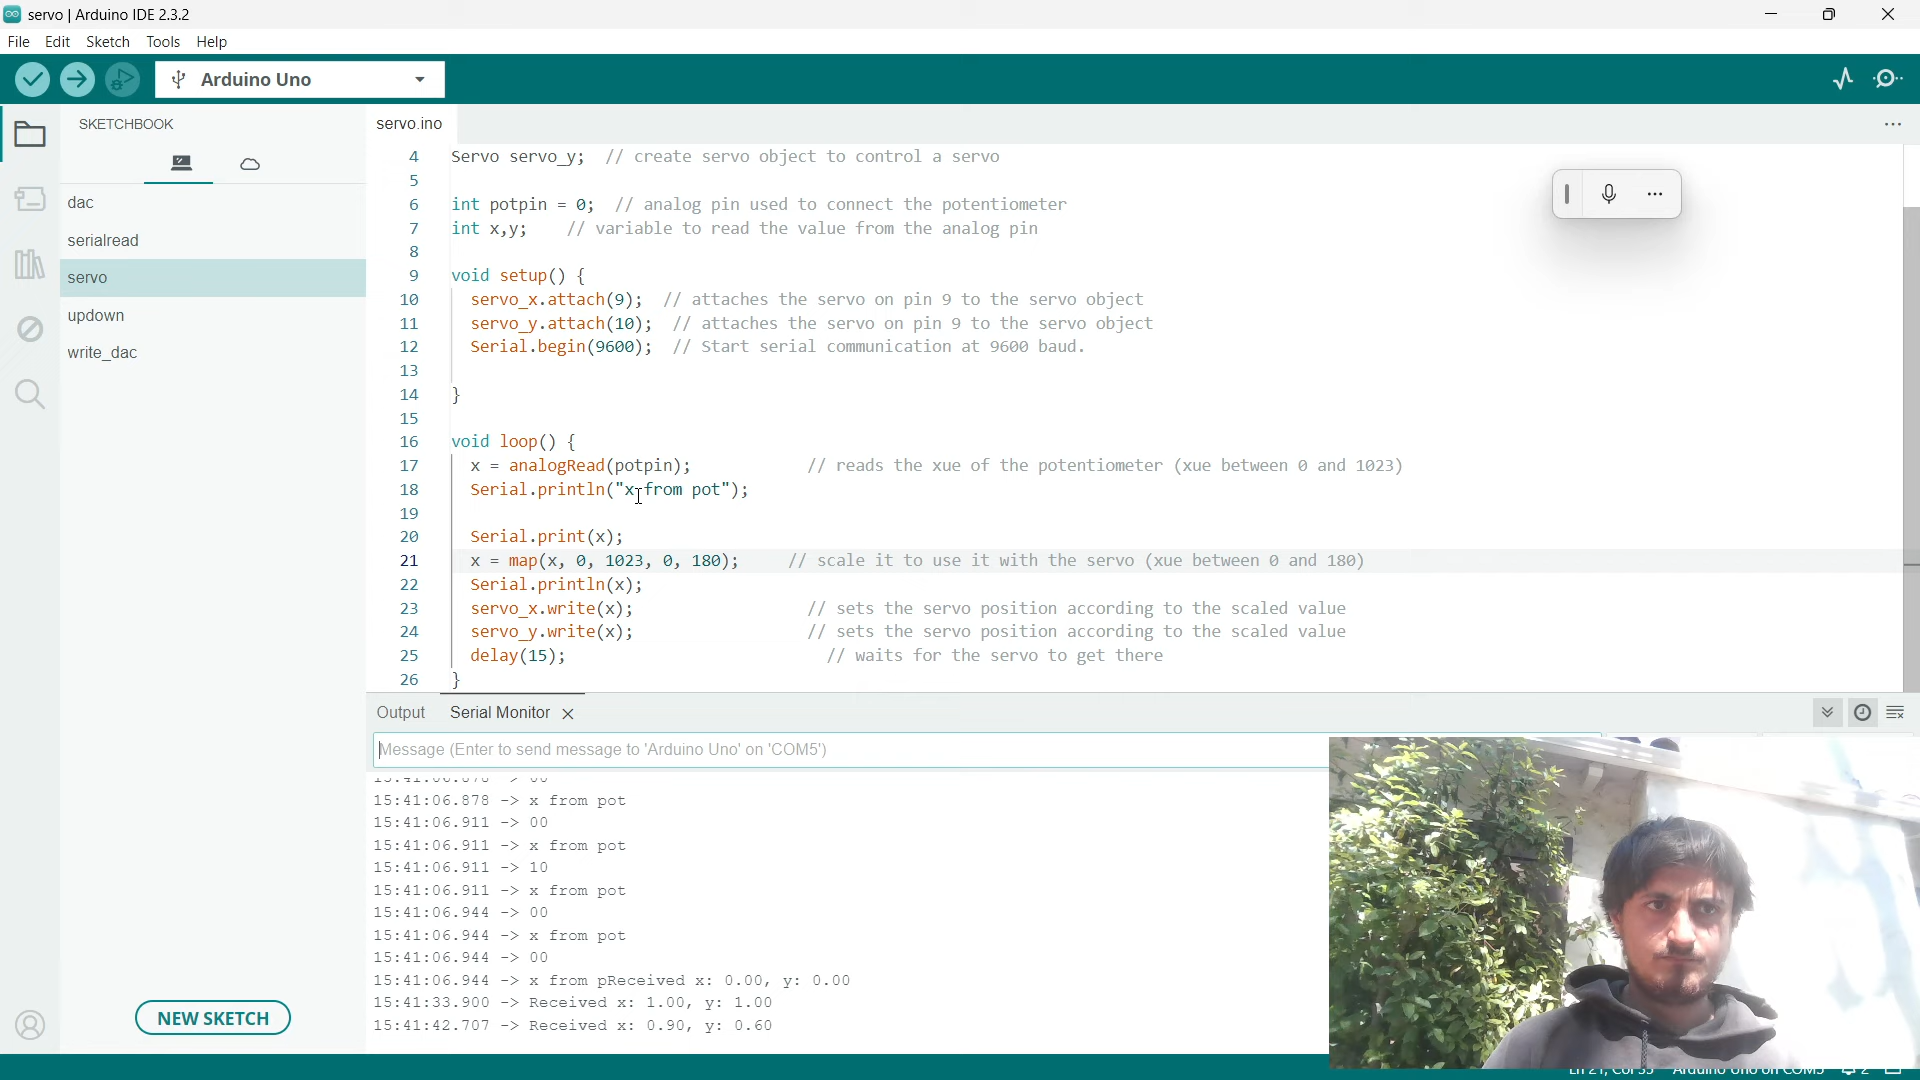 servo | Arduino IDE 2.3.2
File Edit Sketch Tools Help
Arduino Uno
SKETCHBOOK
dac
serialread
servo
updown
write_dac
NEW SKETCH
servo.ino
4 Servo servo_y; // create servo object to control a servo
5
6 int potpin = 0; // analog pin used to connect the potentiometer
7 int x,y; // variable to read the value from the analog pin
8
9 void setup() {
10 servo_x.attach(9); // attaches the servo on pin 9 to the servo object
11 servo_y.attach(10); // attaches the servo on pin 9 to the servo object
12 Serial.begin(9600); // Start serial communication at 9600 baud.
13
14 }
15
16 void loop() {
17 x = analogRead(potpin); // reads the xue of the potentiometer (xue between 0 and 1023)
18 Serial.println("x from pot");
19
20 Serial.print(x);
21 x = map(x, 0, 1023, 0, 180); // scale it to use it with the servo (xue between 0 and 180)
22 Serial.println(x);
23 servo_x.write(x); // sets the servo position according to the scaled value
24 servo_y.write(x); // sets the servo position according to the scaled value
25 delay(15); // waits for the servo to get there
26 }
Output Serial Monitor
Message (Enter to send message to 'Arduino Uno' on 'COM5')
15:41:06.878 -> 00
15:41:06.878 -> x from pot
15:41:06.911 -> 00
15:41:06.911 -> x from pot
15:41:06.911 -> 10
15:41:06.911 -> x from pot
15:41:06.944 -> 00
15:41:06.944 -> x from pot
15:41:06.944 -> 00
15:41:06.944 -> x from pReceived x: 0.00, y: 0.00
15:41:33.900 -> Received x: 1.00, y: 1.00
15:41:42.707 -> Received x: 0.90, y: 0.60
Arduino Uno on COM5 2